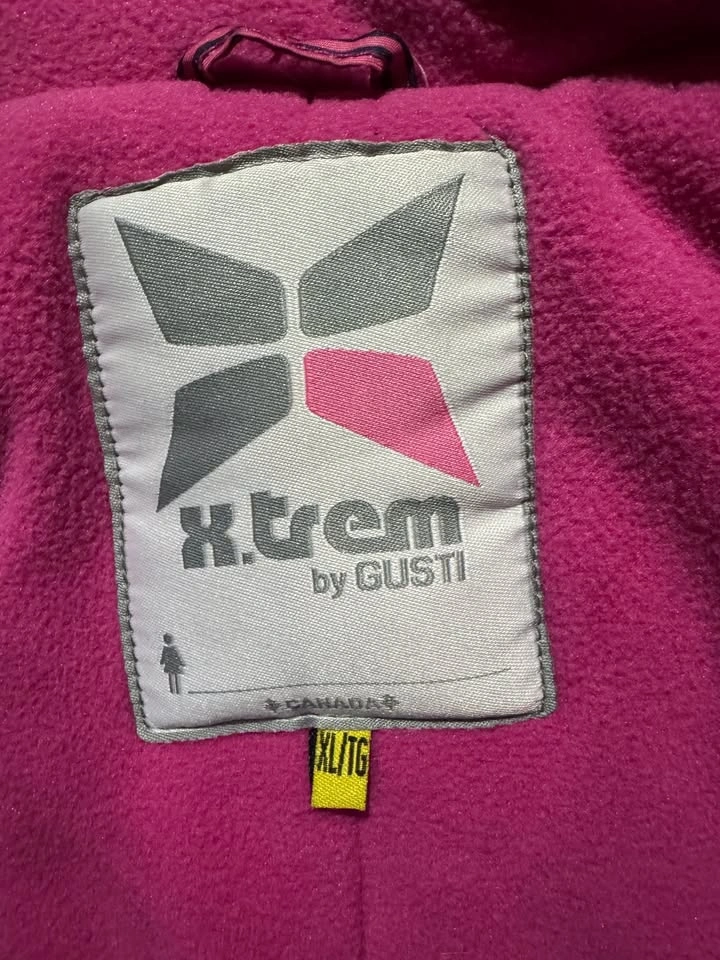 x.trem
by GUSTI
CANADA
XL/TG